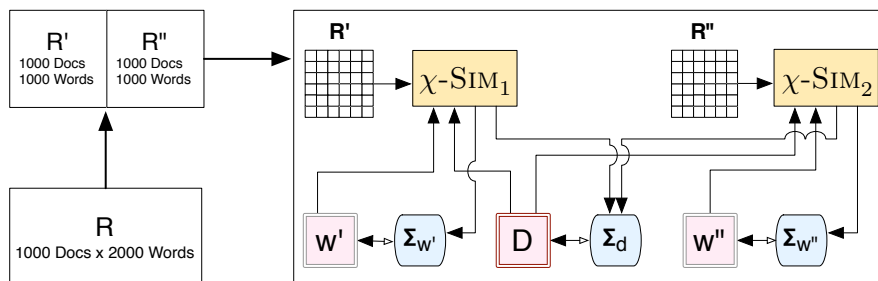 R'
1000 Docs
1000 Words
R"
1000 Docs
1000 Words
R
1000 Docs x 2000 Words
R'
χ-SIM1
R"
χ-SIM2
w'
Σw'
D
Σd
w"
Σw"